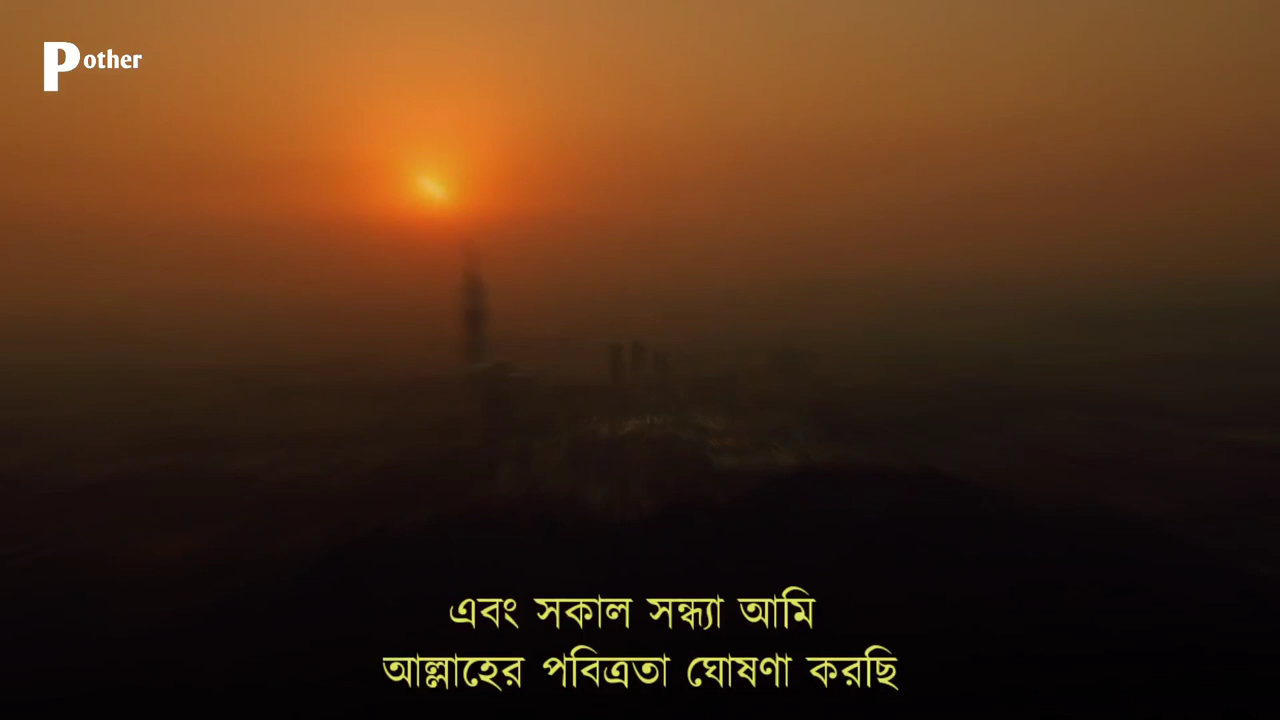 Pother
এবং সকাল সন্ধ্যা আমি
আল্লাহের পবিত্রতা ঘোষণা করছি